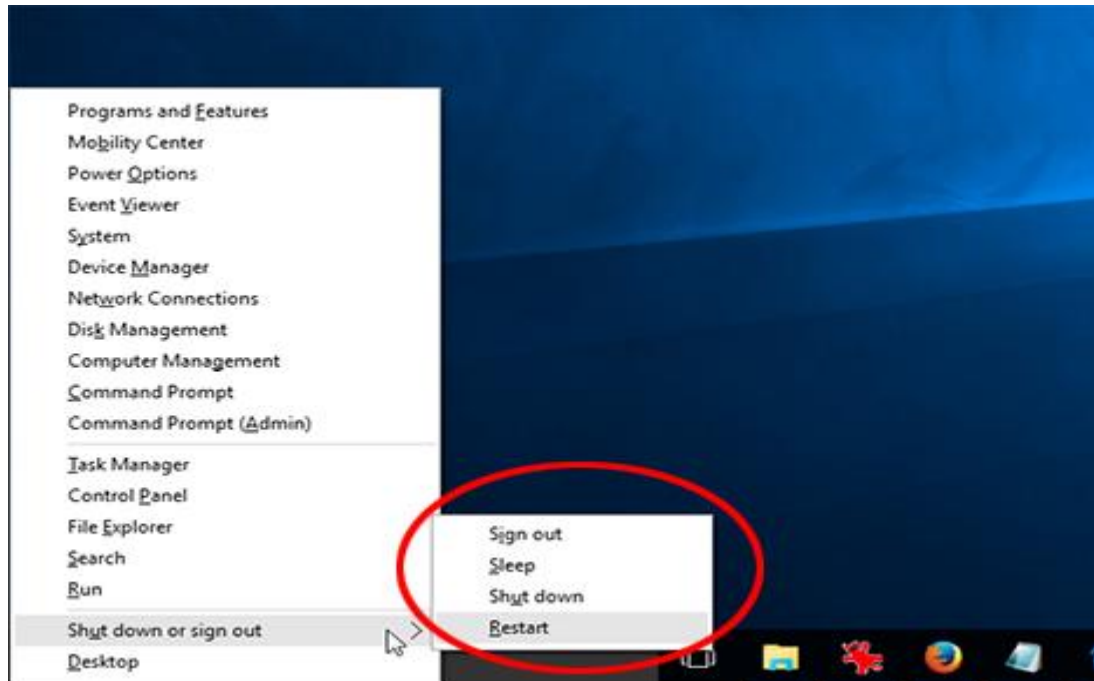 Programs and Features
Mobility Center
Power Options
Event Viewer
System
Device Manager
Network Connections
Disk Management
Computer Management
Command Prompt
Command Prompt (Admin)
Task Manager
Control Panel
File Explorer
Search
Run
Shut down or sign out
Desktop
Sign out
Sleep
Shut down
Restart